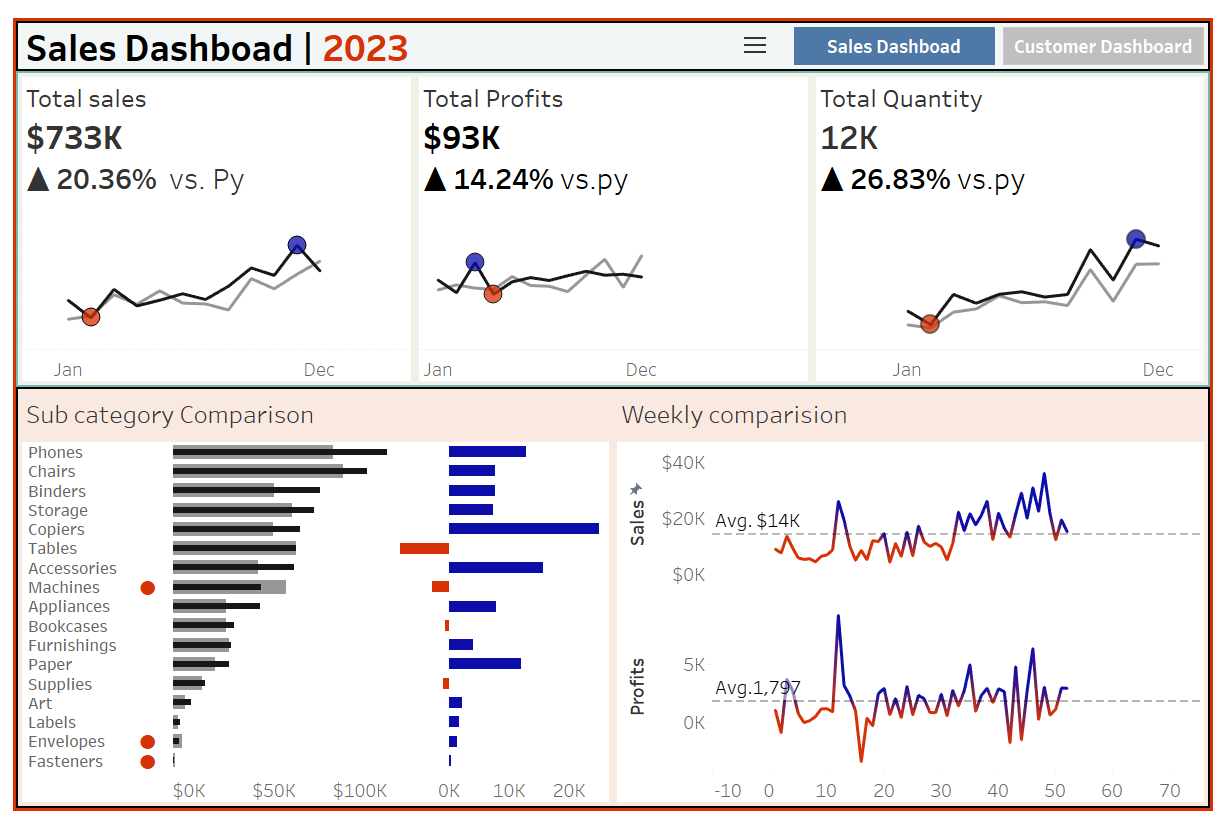 Sales Dashboad | 2023
Sales Dashboad
Customer Dashboard
Total sales
$733K
▲ 20.36% vs. Py
Jan
Dec
Total Profits
$93K
▲ 14.24% vs.py
Jan
Dec
Total Quantity
12K
▲ 26.83% vs.py
Jan
Dec
Sub category Comparison
Phones
Chairs
Binders
Storage
Copiers
Tables
Accessories
Machines
Appliances
Bookcases
Furnishings
Paper
Supplies
Art
Labels
Envelopes
Fasteners
$0K $50K $100K
0K 10K 20K
Weekly comparision
Sales
$40K
$20K
Avg. $14K
$0K
Profits
5K
Avg.1,797
0K
-10 0 10 20 30 40 50 60 70